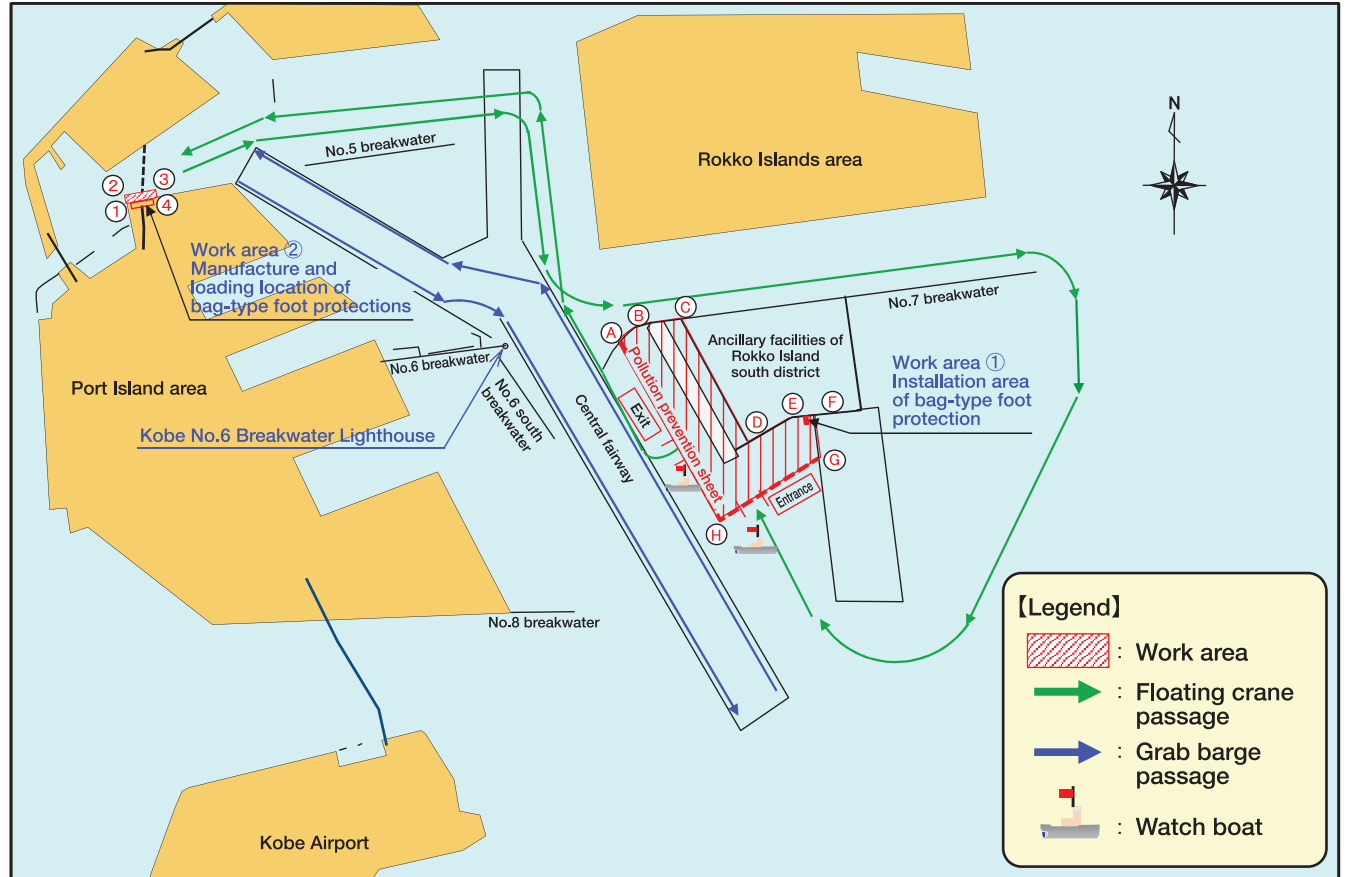 N
Rokko Islands area
No.5 breakwater
②
③
①
④
Work area ②
Manufacture and
loading location of
bag-type foot protections
No.7 breakwater
Ⓐ
Ⓑ
Ⓒ
Ancillary facilities of
Rokko Island
south district
Work area ①
Installation area
of bag-type foot
protection
Ⓓ
Ⓔ
Ⓕ
Ⓖ
Ⓗ
Pollution prevention sheet
Exit
Entrance
Port Island area
No.6 breakwater
No.6 south
breakwater
Central fairway
Kobe No.6 Breakwater Lighthouse
No.8 breakwater
Kobe Airport
【Legend】
: Work area
: Floating crane
passage
: Grab barge
passage
: Watch boat